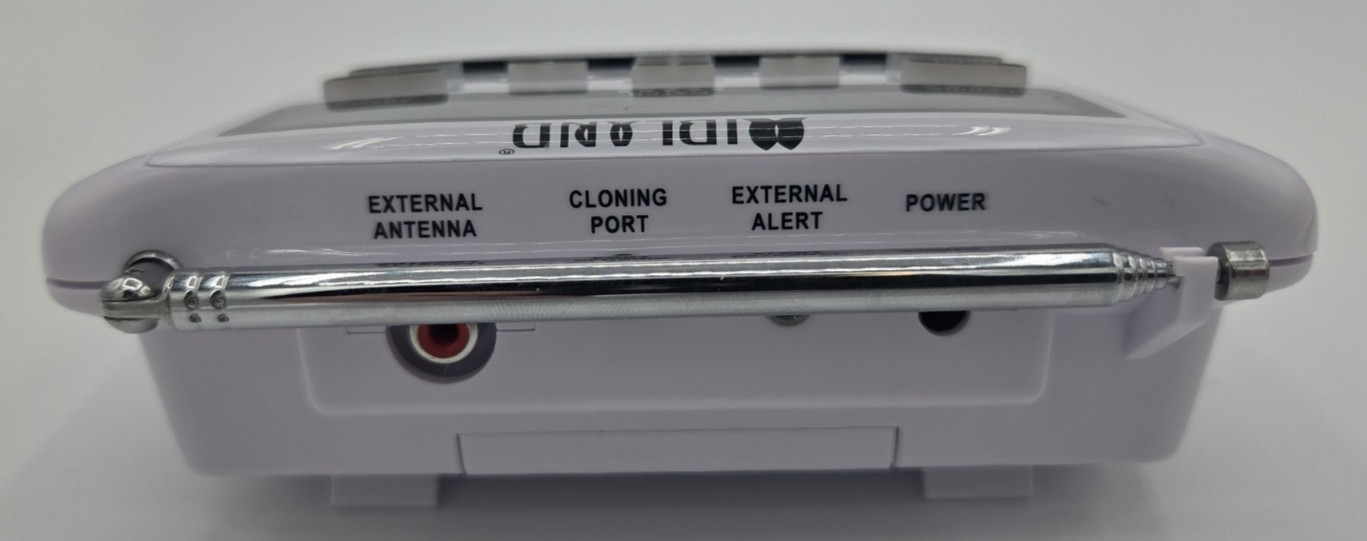 MIDLAND®
EXTERNAL
ANTENNA
CLONING
PORT
EXTERNAL
ALERT
POWER